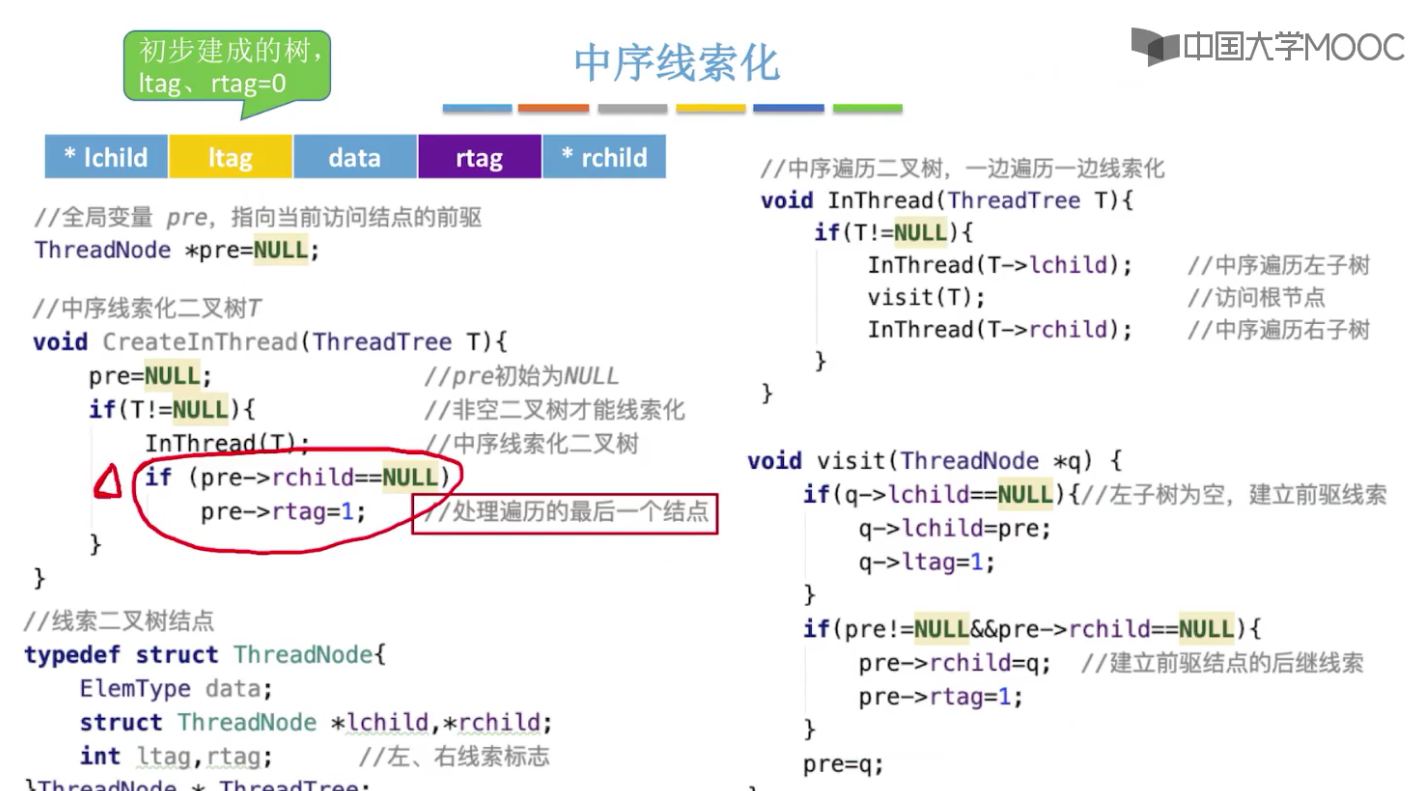 初步建成的树，
ltag、rtag=0
中序线索化
中国大学MOOC
* lchild ltag data rtag * rchild
//全局变量 pre，指向当前访问结点的前驱
ThreadNode *pre=NULL;
//中序线索化二叉树T
void CreateInThread(ThreadTree T){
pre=NULL; //pre初始为NULL
if(T!=NULL){ //非空二叉树才能线索化
InThread(T); //中序线索化二叉树
if (pre->rchild==NULL)
pre->rtag=1; //处理遍历的最后一个结点
}
}
//线索二叉树结点
typedef struct ThreadNode{
ElemType data;
struct ThreadNode *lchild,*rchild;
int ltag,rtag; //左、右线索标志
}ThreadNode,* ThreadTree;
//中序遍历二叉树，一边遍历一边线索化
void InThread(ThreadTree T){
if(T!=NULL){
InThread(T->lchild); //中序遍历左子树
visit(T); //访问根节点
InThread(T->rchild); //中序遍历右子树
}
}
void visit(ThreadNode *q) {
if(q->lchild==NULL){//左子树为空，建立前驱线索
q->lchild=pre;
q->ltag=1;
}
if(pre!=NULL&&pre->rchild==NULL){
pre->rchild=q; //建立前驱结点的后继线索
pre->rtag=1;
}
pre=q;